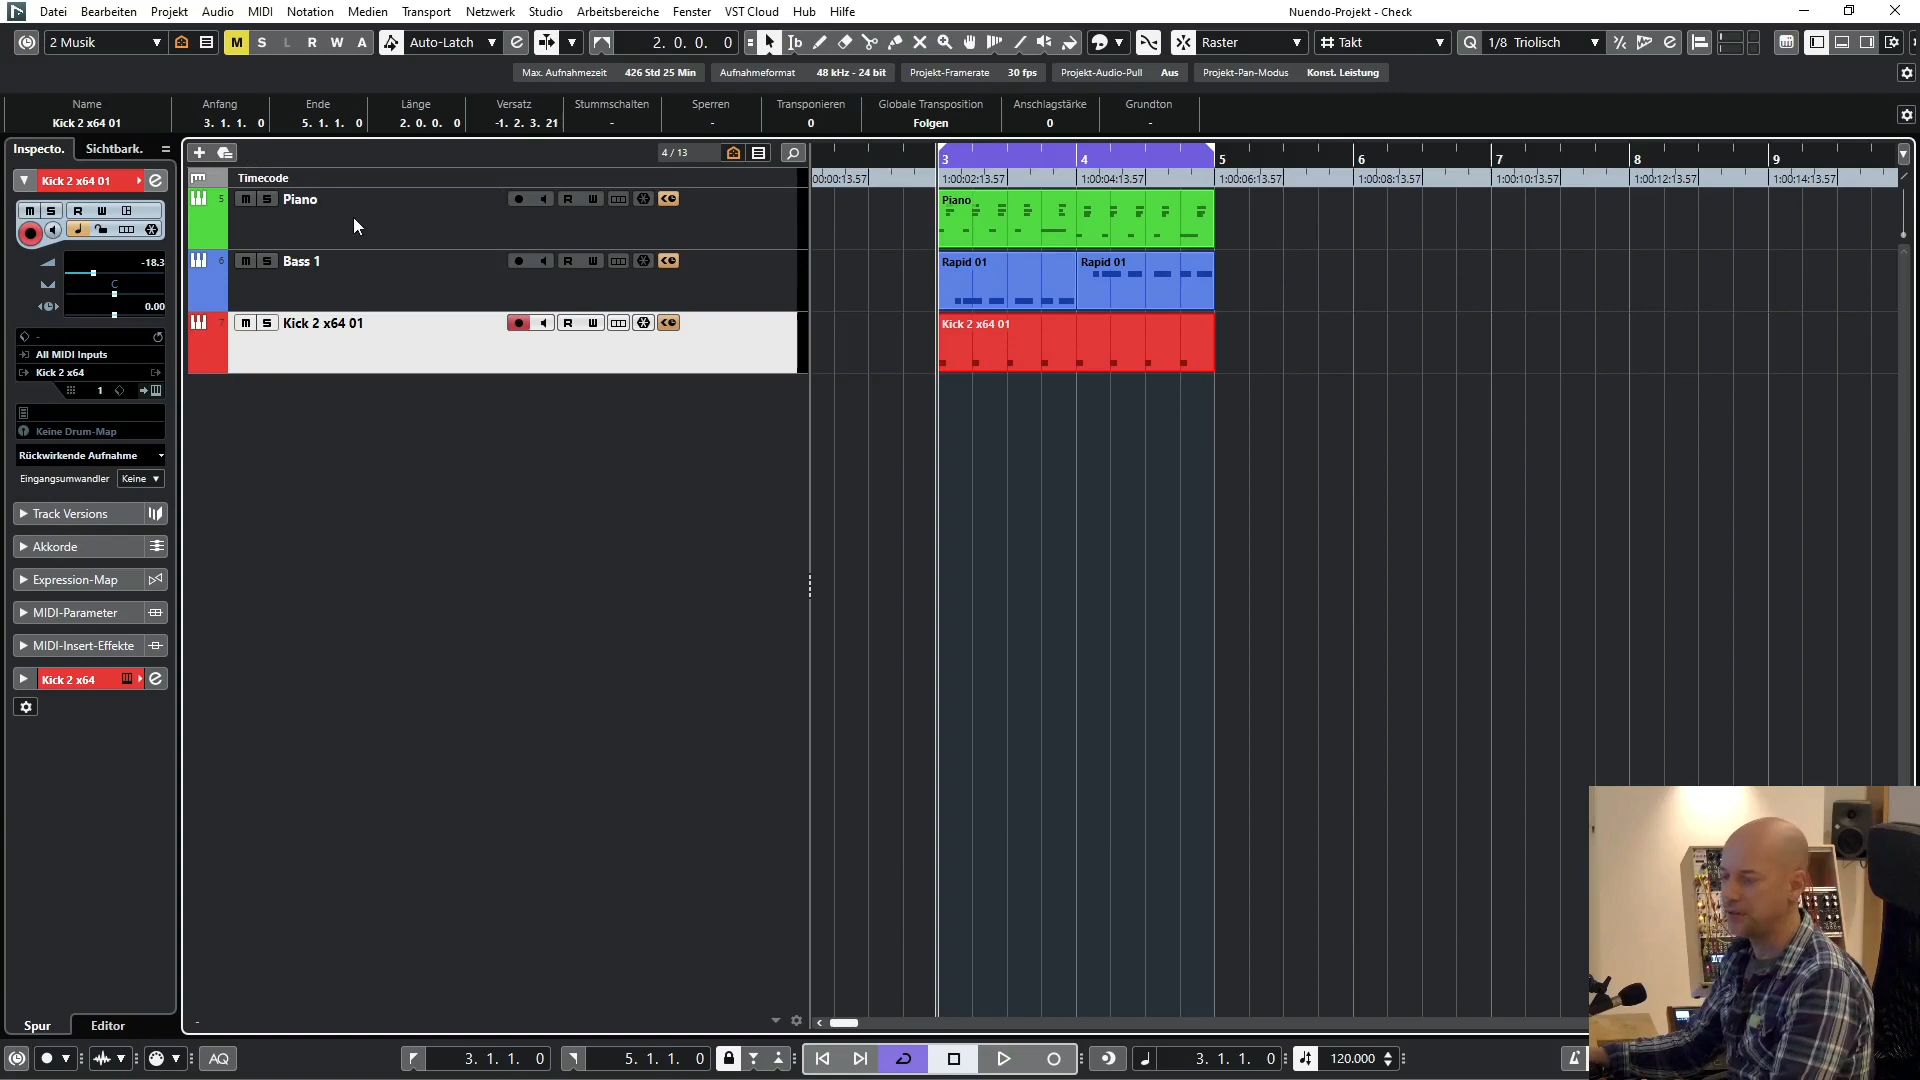 Datei Bearbeiten Projekt Audio MIDI Notation Medien Transport Netzwerk Studio Arbeitsbereiche Fenster VST Cloud Hub Hilfe Nuendo-Projekt - Check
2 Musik M S L R W A Auto-Latch 2. 0. 0. 0 Raster Takt Q 1/8 Triolisch
Max. Aufnahmezeit 426 Std 25 Min Aufnahmeformat 48 kHz - 24 bit Projekt-Framerate 30 fps Projekt-Audio-Pull Aus Projekt-Pan-Modus Konst. Leistung
Name Anfang Ende Länge Versatz Stummschalten Sperren Transponieren Globale Transposition Anschlagstärke Grundton
Kick 2 x64 01 3. 1. 1. 0 5. 1. 1. 0 2. 0. 0. 0 -1. 2. 3. 21 - - 0 Folgen 0 -
Inspecto. Sichtbark. 4 / 13
3 4 5 6 7 8 9
Timecode 00:00:13.57 1:00:02:13.57 1:00:04:13.57 1:00:06:13.57 1:00:08:13.57 1:00:10:13.57 1:00:12:13.57 1:00:14:13.57
Kick 2 x64 01
5 m S Piano R W Piano
m S R W
-18.3
6 m S Bass 1 R W Rapid 01 Rapid 01
C
0.00
7 m S Kick 2 x64 01 R W Kick 2 x64 01
-
All MIDI Inputs
Kick 2 x64
1
Keine Drum-Map
Rückwirkende Aufnahme
Eingangsumwandler Keine
Track Versions
Akkorde
Expression-Map
MIDI-Parameter
MIDI-Insert-Effekte
Kick 2 x64
Spur Editor
AQ 3. 1. 1. 0 5. 1. 1. 0 3. 1. 1. 0 120.000